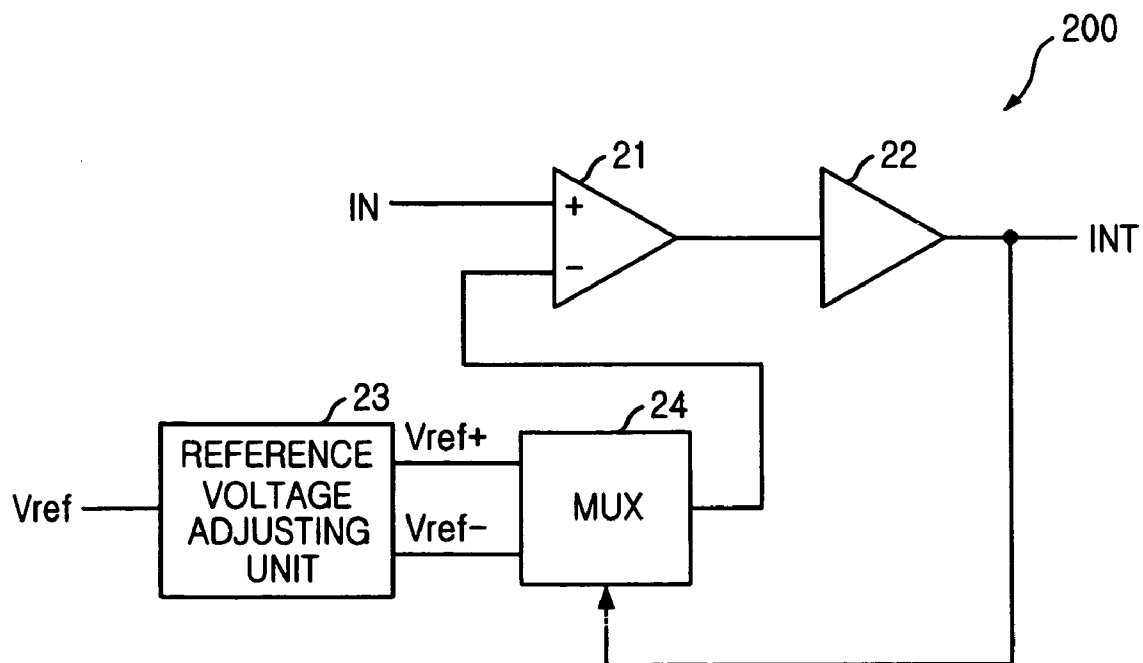 200
21
22
IN
+
−
INT
23
24
REFERENCE
VOLTAGE
ADJUSTING
UNIT
Vref+
Vref
MUX
Vref−